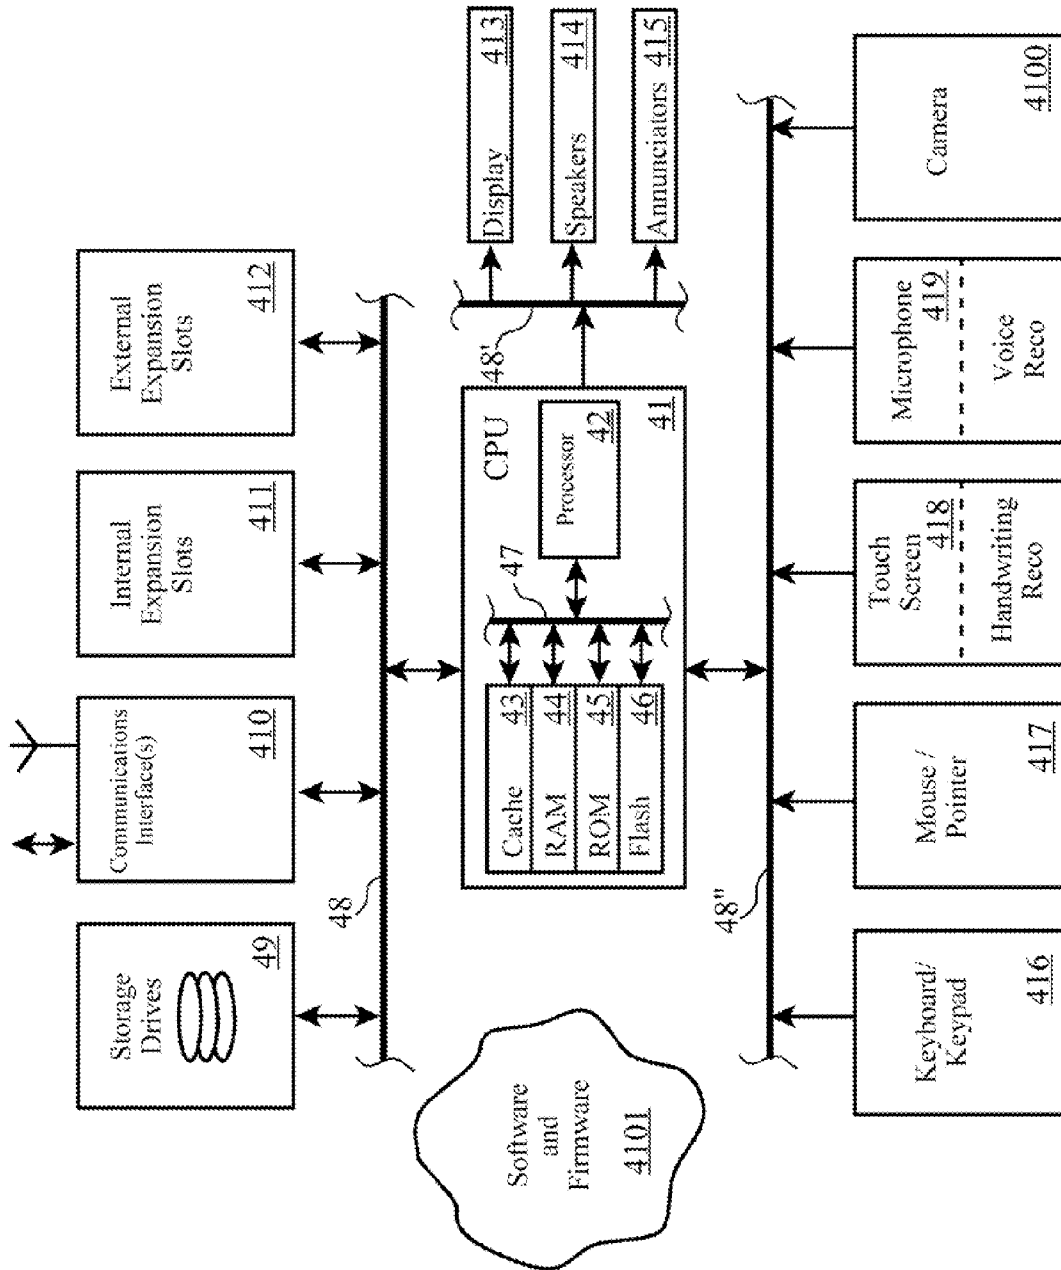 Storage
Drives
49
Communications
Interface(s)
410
Internal
Expansion
Slots
411
External
Expansion
Slots
412
48
Software
and
Firmware
4101
CPU
41
Cache 43
RAM 44
ROM 45
Flash 46
47
Processor
42
48'
Display 413
Speakers 414
Annunciators 415
48"
Keyboard/
Keypad
416
Mouse /
Pointer
417
Touch
Screen
418
Handwriting
Reco
Microphone
419
Voice
Reco
Camera
4100